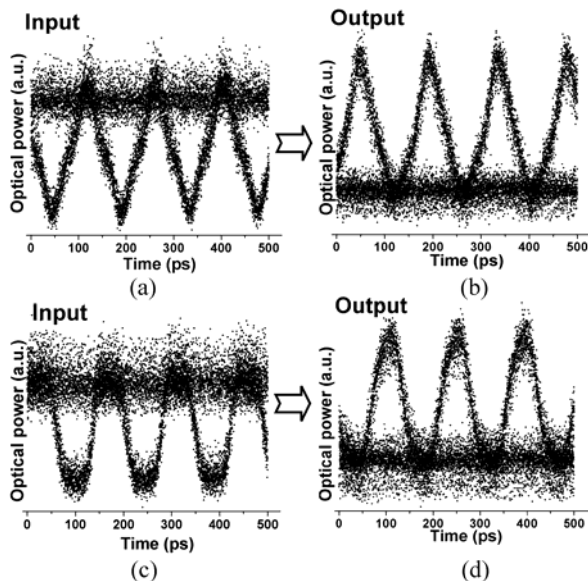 Input
Output
Optical power (a.u.)
Optical power (a.u.)
0 100 200 300 400 500
0 100 200 300 400 500
Time (ps)
Time (ps)
(a)
(b)
Input
Output
Optical power (a.u.)
Optical power (a.u.)
0 100 200 300 400 500
0 100 200 300 400 500
Time (ps)
Time (ps)
(c)
(d)